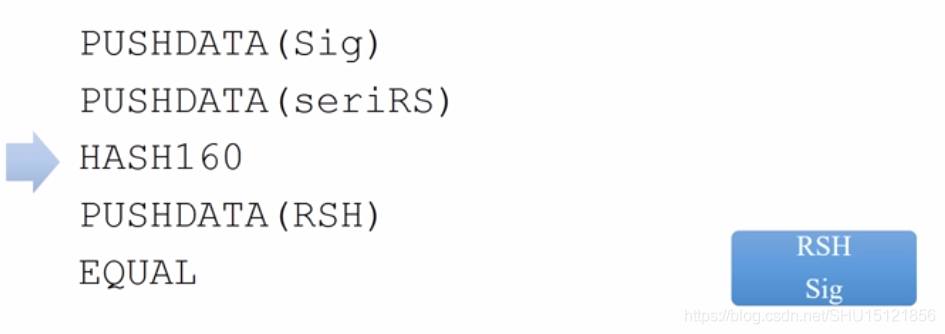 PUSHDATA(Sig)
PUSHDATA(seriRS)
HASH160
PUSHDATA(RSH)
EQUAL
RSH
Sig
https://blog.csdn.net/SHU15121856